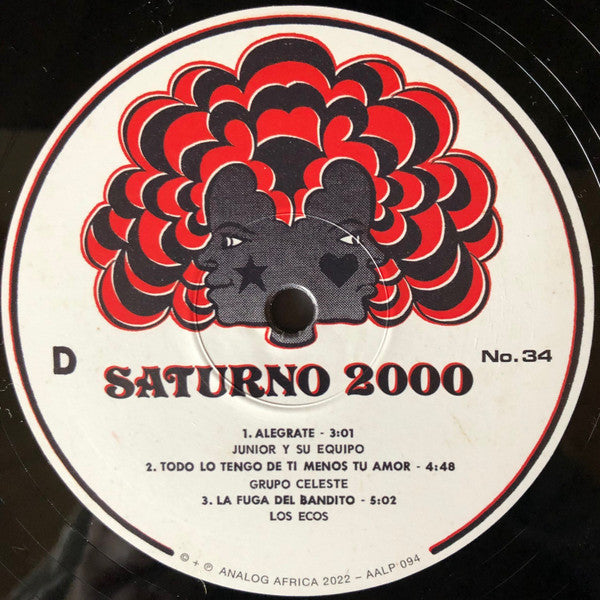 D
No. 34
SATURNO 2000
1. ALEGRATE - 3:01
JUNIOR Y SU EQUIPO
2. TODO LO TENGO DE TI MENOS TU AMOR - 4:48
GRUPO CELESTE
3. LA FUGA DEL BANDITO - 5:02
LOS ECOS
© + ℗ ANALOG AFRICA 2022 – AALP 094